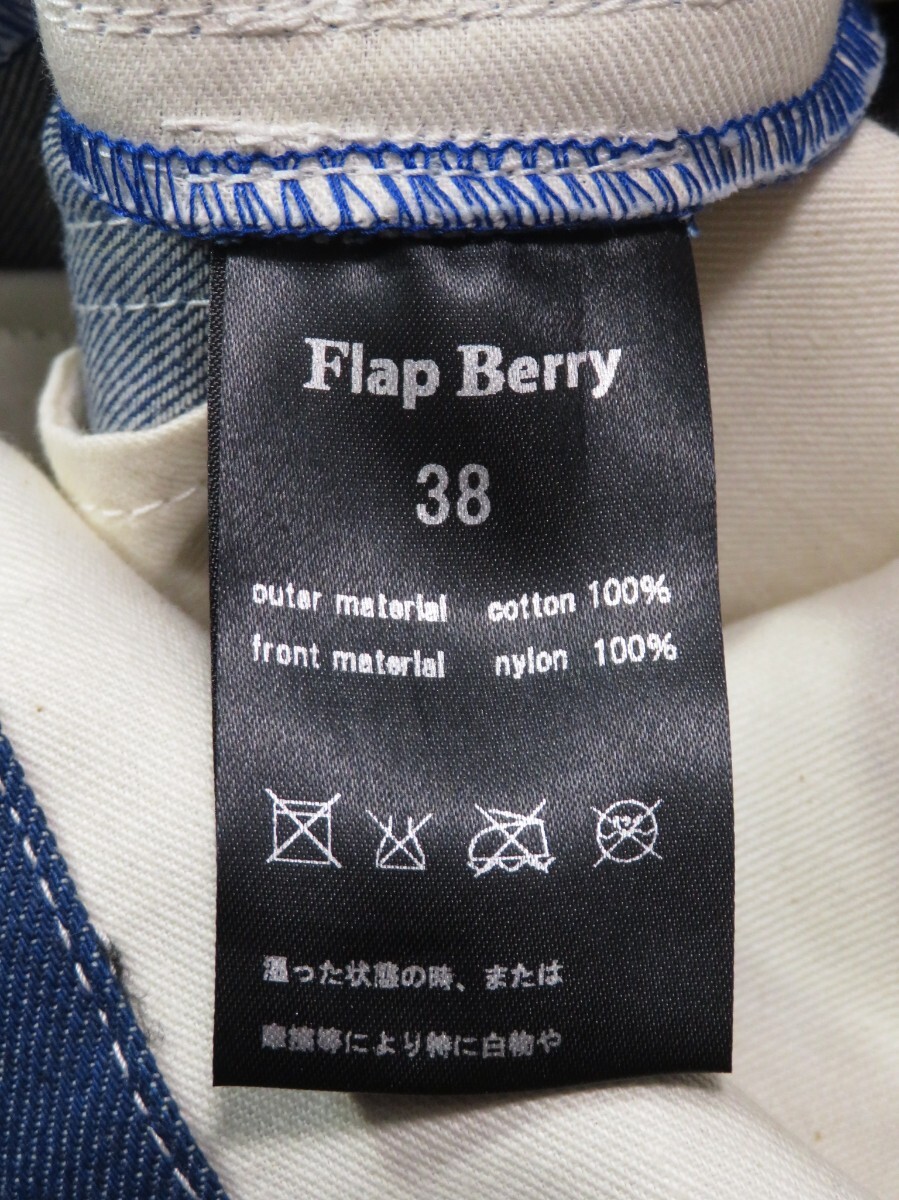 Flap Berry
38
outer material cotton 100%
front material nylon 100%
湿った状態の時、または
摩擦等により特に白物や